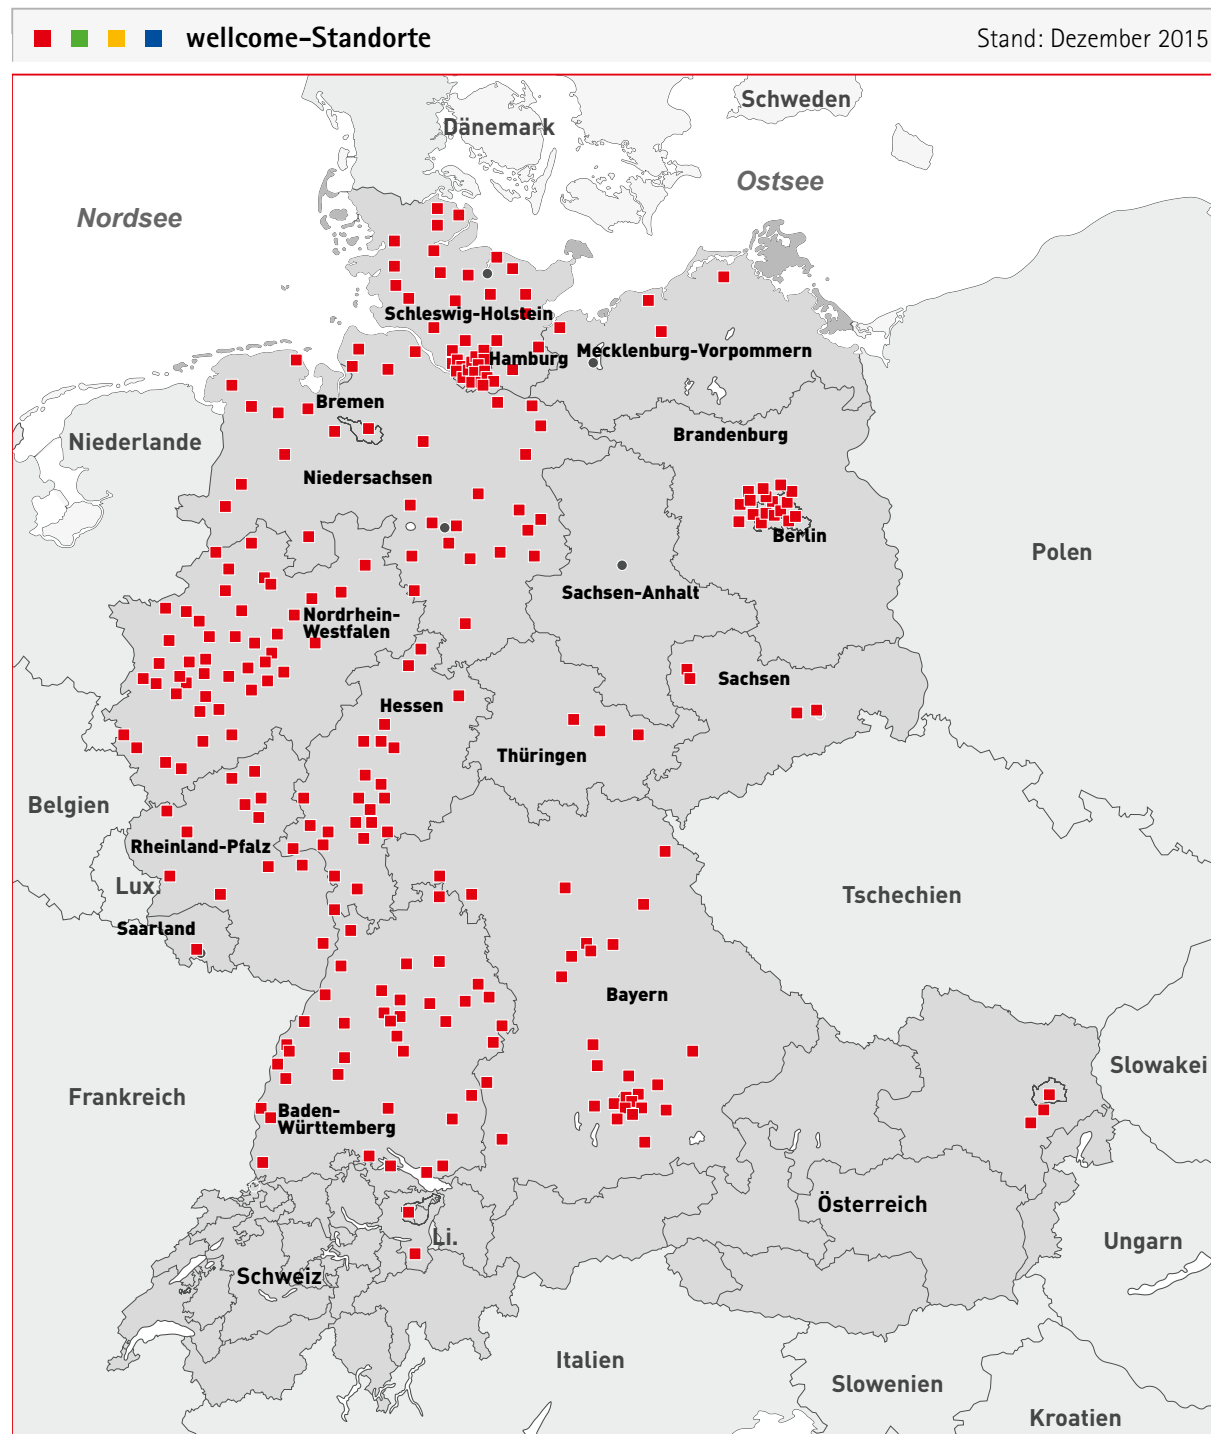 wellcome-Standorte
Stand: Dezember 2015
Schweden
Dänemark
Ostsee
Nordsee
Schleswig-Holstein
Mecklenburg-Vorpommern
Hamburg
Bremen
Brandenburg
Niederlande
Niedersachsen
Berlin
Polen
Sachsen-Anhalt
Nordrhein-
Westfalen
Sachsen
Hessen
Thüringen
Belgien
Rheinland-Pfalz
Lux.
Tschechien
Saarland
Bayern
Slowakei
Frankreich
Baden-
Württemberg
Österreich
Li.
Ungarn
Schweiz
Italien
Slowenien
Kroatien